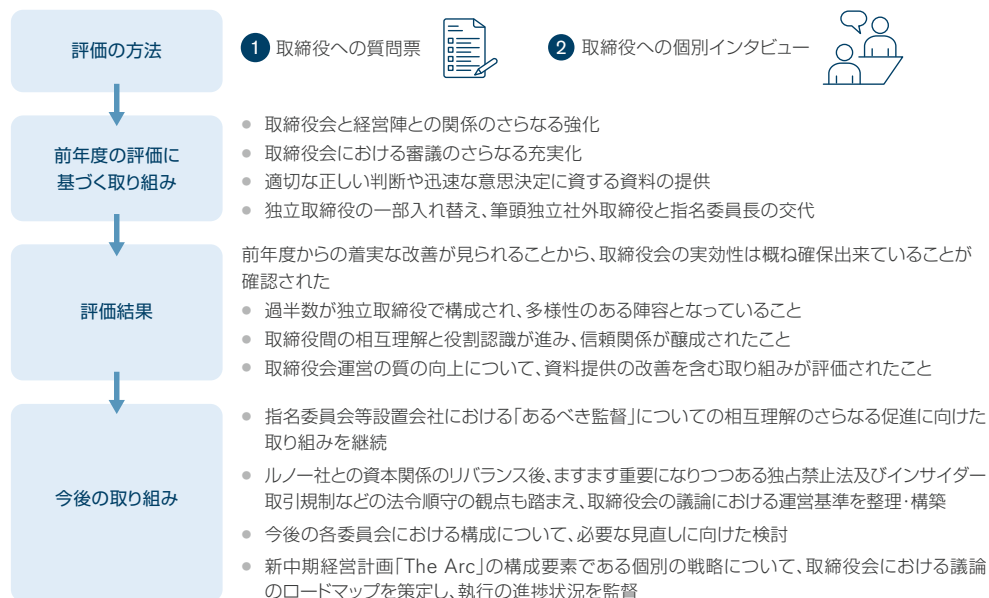 評価の方法
1 取締役への質問票
2 取締役への個別インタビュー
前年度の評価に
基づく取り組み
● 取締役会と経営陣との関係のさらなる強化
● 取締役会における審議のさらなる充実化
● 適切な正しい判断や迅速な意思決定に資する資料の提供
● 独立取締役の一部入れ替え、筆頭独立社外取締役と指名委員長の交代
評価結果
前年度からの着実な改善が見られることから、取締役会の実効性は概ね確保出来ていることが
確認された
● 過半数が独立取締役で構成され、多様性のある陣容となっていること
● 取締役間の相互理解と役割認識が進み、信頼関係が醸成されたこと
● 取締役会運営の質の向上について、資料提供の改善を含む取り組みが評価されたこと
今後の取り組み
● 指名委員会等設置会社における「あるべき監督」についての相互理解のさらなる促進に向けた
取り組みを継続
● ルノー社との資本関係のリバランス後、ますます重要になりつつある独占禁止法及びインサイダー
取引規制などの法令順守の観点も踏まえ、取締役会の議論における運営基準を整理・構築
● 今後の各委員会における構成について、必要な見直しに向けた検討
● 新中期経営計画「The Arc」の構成要素である個別の戦略について、取締役会における議論
のロードマップを策定し、執行の進捗状況を監督